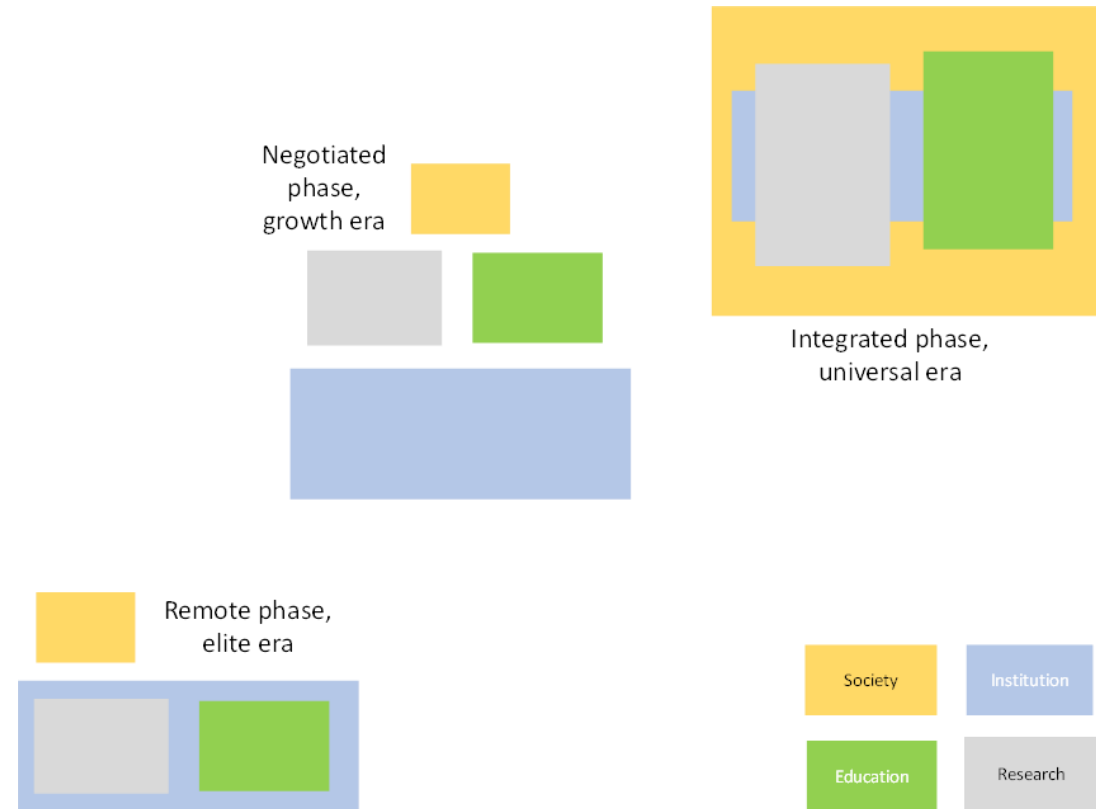 Negotiated
phase,
growth era
Integrated phase,
universal era
Remote phase,
elite era
Society
Institution
Education
Research